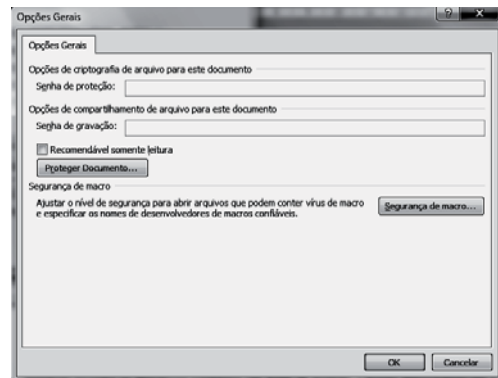 Opções Gerais
Opções Gerais
Opções de criptografia de arquivo para este documento
Senha de proteção:
Opções de compartilhamento de arquivo para este documento
Senha de gravação:
Recomendável somente leitura
Proteger Documento...
Segurança de macro
Ajustar o nível de segurança para abrir arquivos que podem conter vírus de macro
e especificar os nomes de desenvolvedores de macros confiáveis.
Segurança de macro...
OK Cancelar